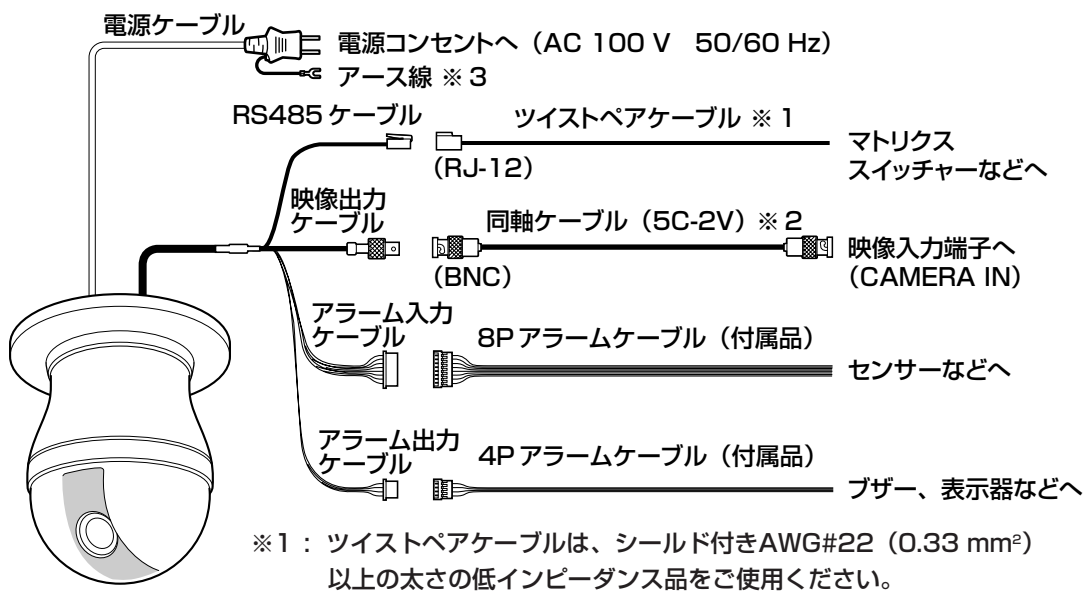 電源ケーブル
電源コンセントへ（AC 100 V　50/60 Hz）
アース線 ※3
RS485 ケーブル
ツイストペアケーブル ※1
（RJ-12）
マトリクス
スイッチャーなどへ
映像出力
ケーブル
同軸ケーブル（5C-2V）※2
（BNC）
映像入力端子へ
（CAMERA IN）
アラーム入力
ケーブル
8P アラームケーブル（付属品）
センサーなどへ
アラーム出力
ケーブル
4P アラームケーブル（付属品）
ブザー、表示器などへ
※1： ツイストペアケーブルは、シールド付きAWG#22（0.33 mm²）
以上の太さの低インピーダンス品をご使用ください。